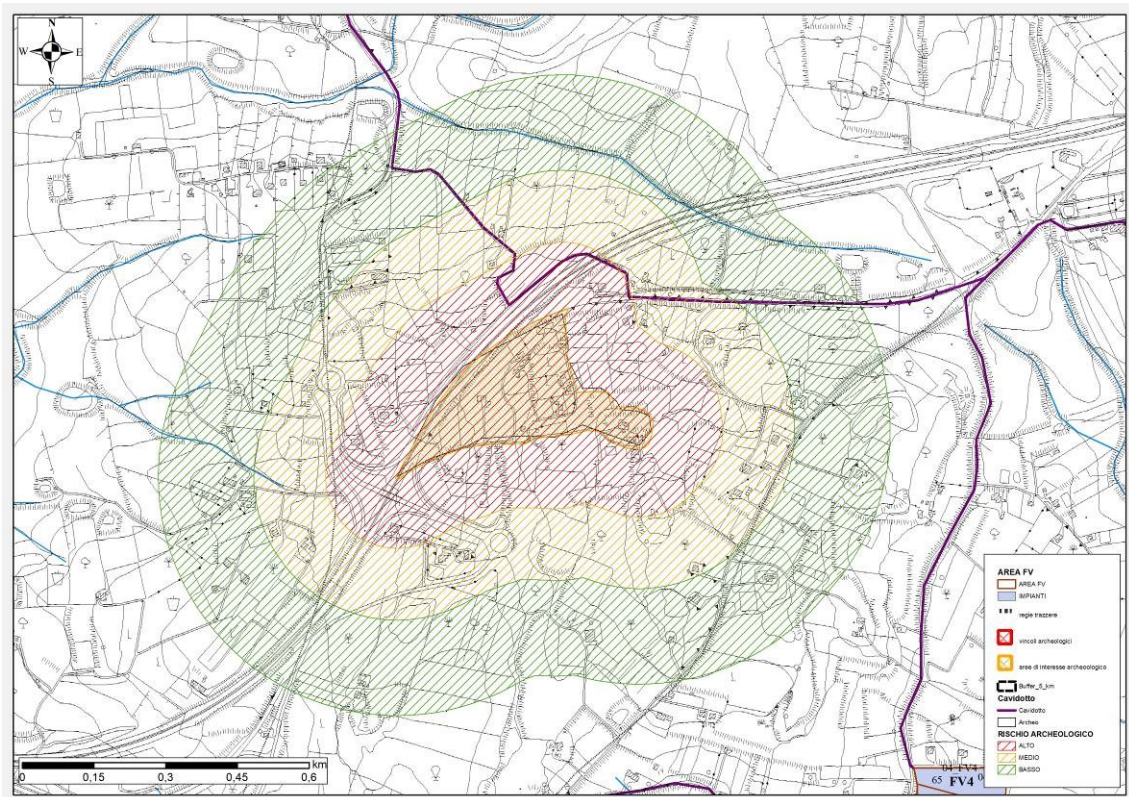 N
W E
S
AREA FV
AREA FV
IMPIANTI
regie trazzere
vincoli archeologici
aree di interesse archeologico
Buffer_5_km
Cavidotto
Cavidotto
Archeo
RISCHIO ARCHEOLOGICO
ALTO
MEDIO
BASSO
km
0 0,15 0,3 0,45 0,6
65 FV4